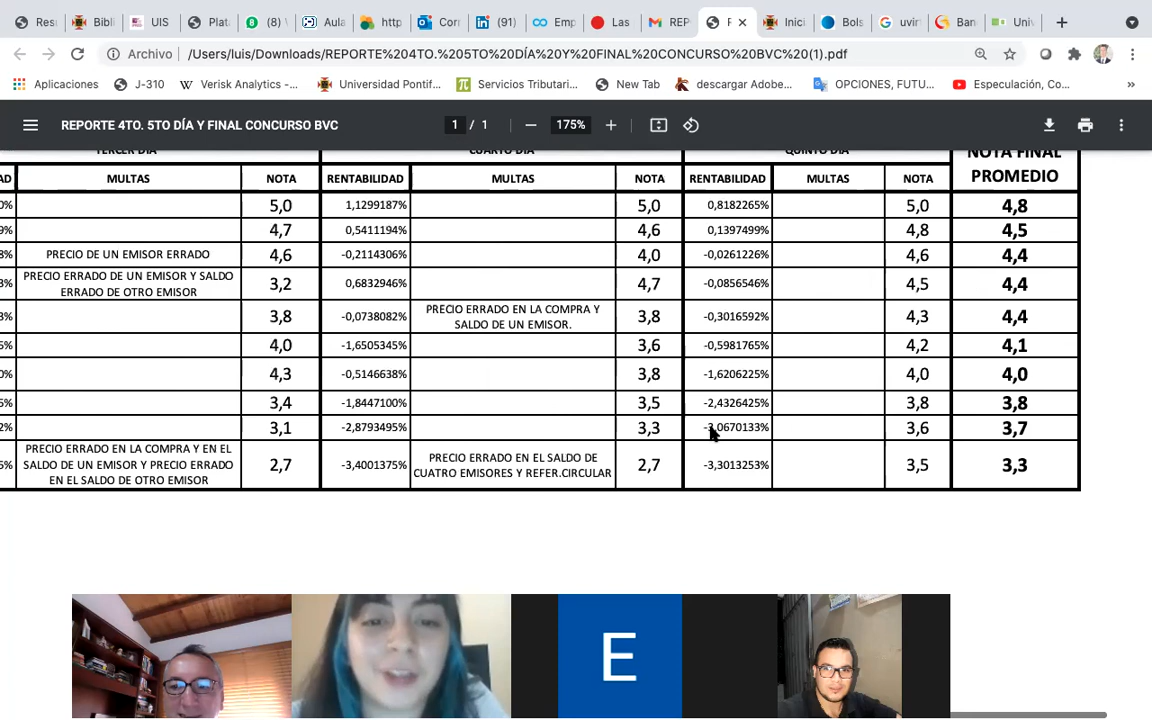 Res
Bibli
UIS
Plat
(8)
Aula
http
Corr
(91)
Emp
Las
REP
Inici
Bols
uvir
Ban
Univ
Archivo
/Users/luis/Downloads/REPORTE%204TO.%205TO%20DÍA%20Y%20FINAL%20CONCURSO%20BVC%20(1).pdf
Aplicaciones
J-310
Verisk Analytics -...
Universidad Pontif...
Servicios Tributari...
New Tab
descargar Adobe...
OPCIONES, FUTU...
Especulación, Co...
REPORTE 4TO. 5TO DÍA Y FINAL CONCURSO BVC
1 / 1
175%
TERCER DÍA CUARTO DÍA QUINTO DÍA NOTA FINAL PROMEDIO
AD MULTAS NOTA RENTABILIDAD MULTAS NOTA RENTABILIDAD MULTAS NOTA
0% 5,0 1,1299187% 5,0 0,8182265% 5,0 4,8
9% 4,7 0,5411194% 4,6 0,1397499% 4,8 4,5
8% PRECIO DE UN EMISOR ERRADO 4,6 -0,2114306% 4,0 -0,0261226% 4,6 4,4
3% PRECIO ERRADO DE UN EMISOR Y SALDO
ERRADO DE OTRO EMISOR 3,2 0,6832946% 4,7 -0,0856546% 4,5 4,4
3% 3,8 -0,0738082% PRECIO ERRADO EN LA COMPRA Y
SALDO DE UN EMISOR. 3,8 -0,3016592% 4,3 4,4
4,0 -1,6505345% 3,6 -0,5981765% 4,2 4,1
0% 4,3 -0,5146638% 3,8 -1,6206225% 4,0 4,0
3,4 -1,8447100% 3,5 -2,4326425% 3,8 3,8
2% 3,1 -2,8793495% 3,3 0670133% 3,6 3,7
PRECIO ERRADO EN LA COMPRA Y EN EL
SALDO DE UN EMISOR Y PRECIO ERRADO
EN EL SALDO DE OTRO EMISOR 2,7 -3,4001375% PRECIO ERRADO EN EL SALDO DE
CUATRO EMISORES Y REFER.CIRCULAR 2,7 -3,3013253% 3,5 3,3
E